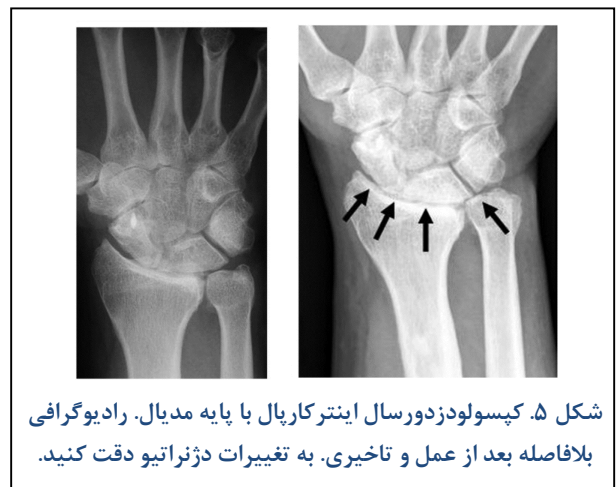 شکل ۵. کپسولودزدورسال اینترکارپال با پایه مدیال. رادیوگرافی
بلافاصله بعد از عمل و تاخیری. به تغییرات دژنراتیو دقت کنید.